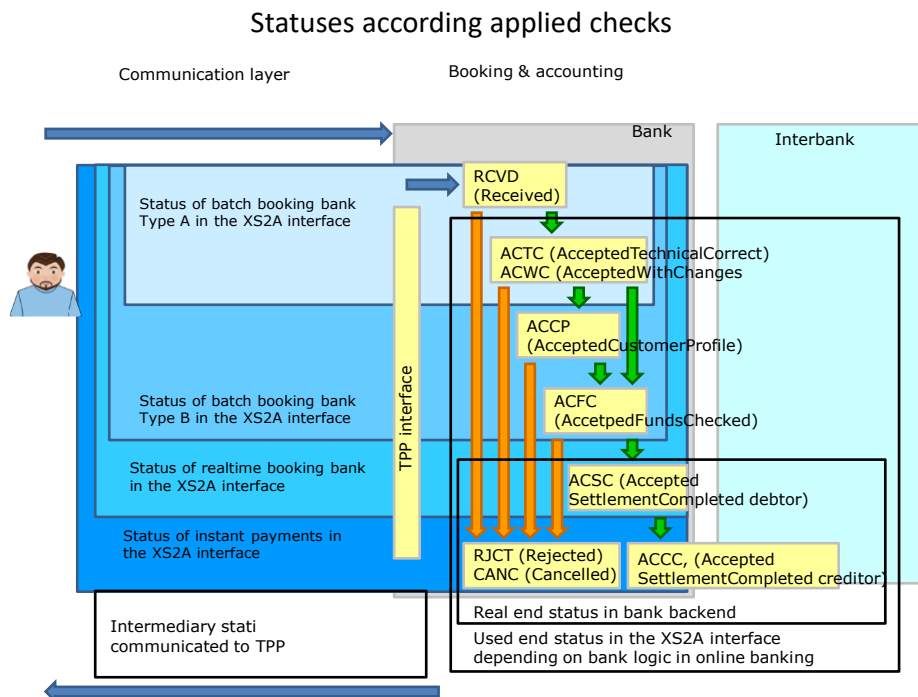 Statuses according applied checks
Communication layer
Booking & accounting
Bank
Interbank
RCVD
(Received)
Status of batch booking bank
Type A in the XS2A interface
ACTC (AcceptedTechnicalCorrect)
ACWC (AcceptedWithChanges
ACCP
(AcceptedCustomerProfile)
TPP interface
Status of batch booking bank
Type B in the XS2A interface
ACFC
(AccetpedFundsChecked)
Status of realtime booking bank
in the XS2A interface
ACSC (Accepted
SettlementCompleted debtor)
Status of instant payments in
the XS2A interface
RJCT (Rejected)
CANC (Cancelled)
ACCC, (Accepted
SettlementCompleted creditor)
Real end status in bank backend
Intermediary stati
communicated to TPP
Used end status in the XS2A interface
depending on bank logic in online banking